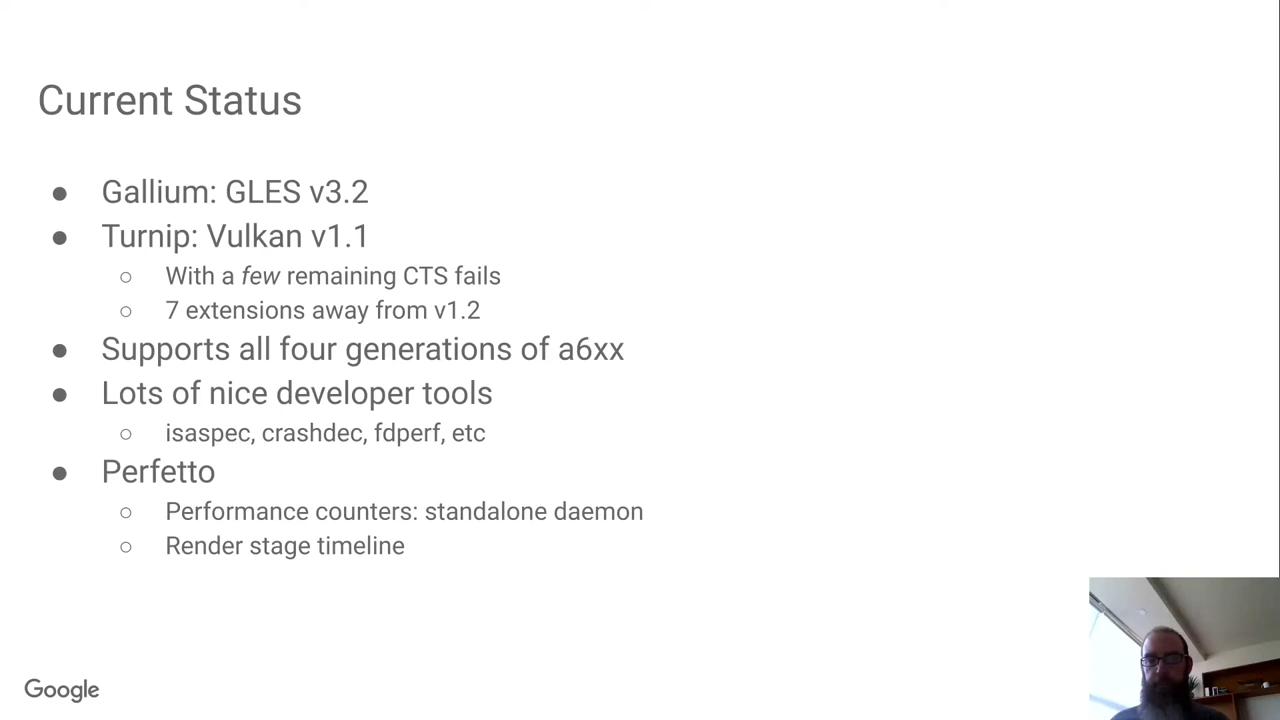 Current Status
● Gallium: GLES v3.2
● Turnip: Vulkan v1.1
○ With a few remaining CTS fails
○ 7 extensions away from v1.2
● Supports all four generations of a6xx
● Lots of nice developer tools
○ isaspec, crashdec, fdperf, etc
● Perfetto
○ Performance counters: standalone daemon
○ Render stage timeline
Google